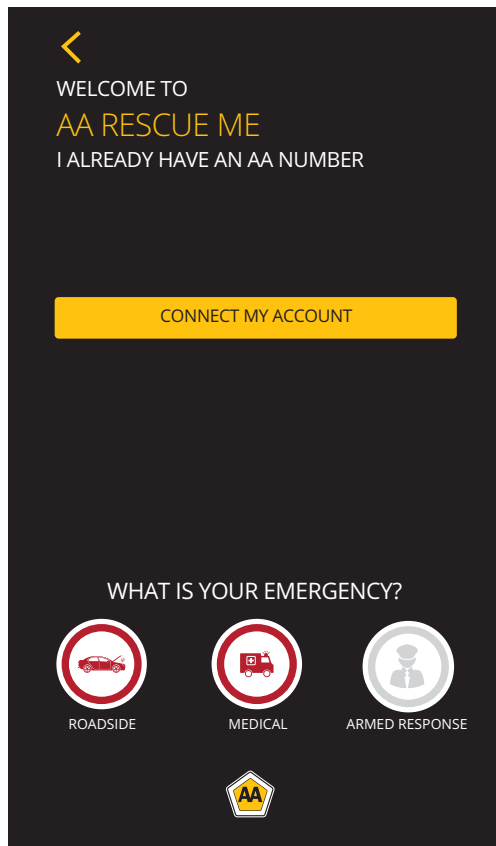 WELCOME TO
AA RESCUE ME
I ALREADY HAVE AN AA NUMBER
CONNECT MY ACCOUNT
WHAT IS YOUR EMERGENCY?
ROADSIDE MEDICAL ARMED RESPONSE
AA